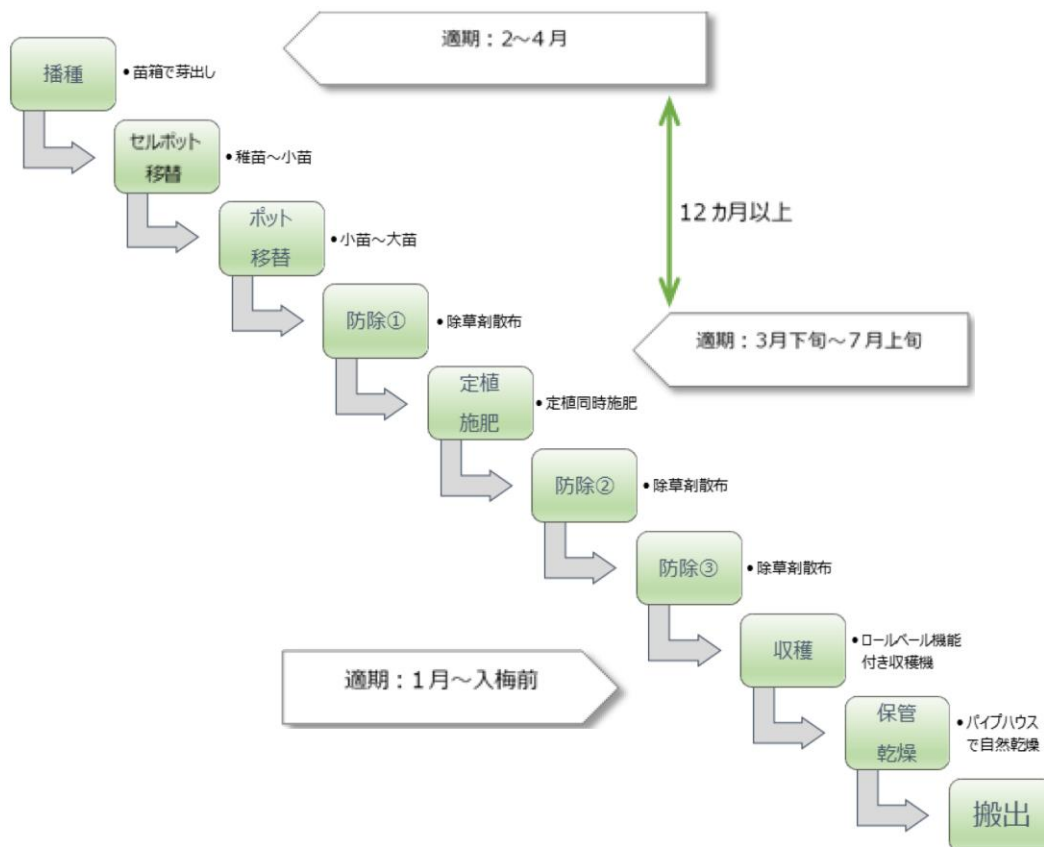 適期：2～4月
播種
• 苗箱で芽出し
セルポット
移替
• 稚苗～小苗
ポット
移替
• 小苗～大苗
12カ月以上
防除①
• 除草剤散布
適期：3月下旬～7月上旬
定植
施肥
• 定植同時施肥
防除②
• 除草剤散布
防除③
• 除草剤散布
収穫
• ロールベール機能
付き収穫機
適期：1月～入梅前
保管
乾燥
• パイプハウス
で自然乾燥
搬出